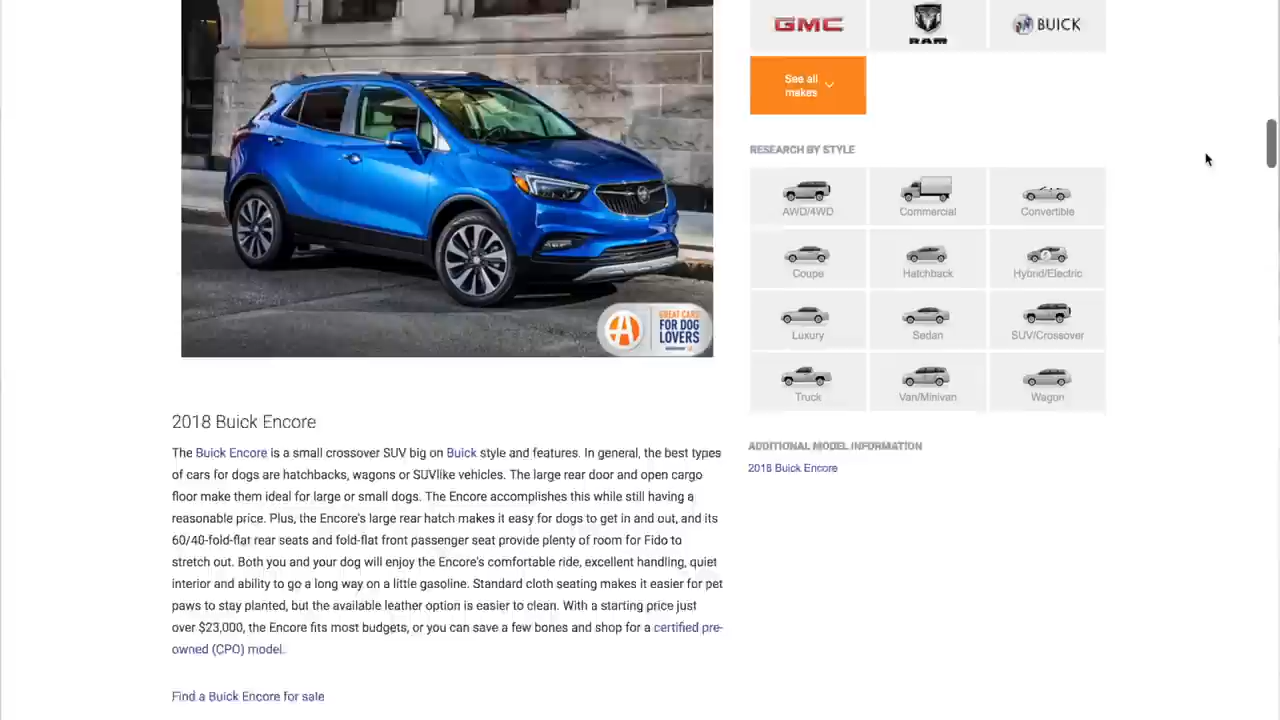 GMC
RAM
BUICK
See all
makes
RESEARCH BY STYLE
AWD/4WD
Commercial
Convertible
Coupe
Hatchback
Hybrid/Electric
Luxury
Sedan
SUV/Crossover
Truck
Van/Minivan
Wagon
GREAT CARS
FOR DOG
LOVERS
2018 Buick Encore
The Buick Encore is a small crossover SUV big on Buick style and features. In general, the best types
of cars for dogs are hatchbacks, wagons or SUVlike vehicles. The large rear door and open cargo
floor make them ideal for large or small dogs. The Encore accomplishes this while still having a
reasonable price. Plus, the Encore's large rear hatch makes it easy for dogs to get in and out, and its
60/40-fold-flat rear seats and fold-flat front passenger seat provide plenty of room for Fido to
stretch out. Both you and your dog will enjoy the Encore's comfortable ride, excellent handling, quiet
interior and ability to go a long way on a little gasoline. Standard cloth seating makes it easier for pet
paws to stay planted, but the available leather option is easier to clean. With a starting price just
over $23,000, the Encore fits most budgets, or you can save a few bones and shop for a certified pre-
owned (CPO) model.
Find a Buick Encore for sale
ADDITIONAL MODEL INFORMATION
2018 Buick Encore